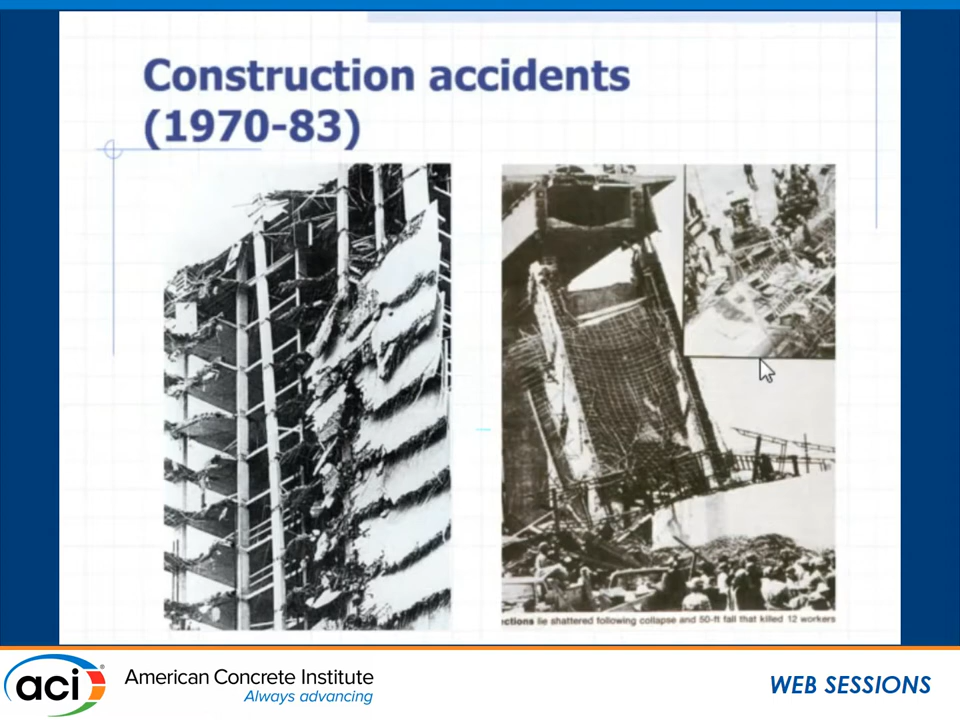 Construction accidents
(1970-83)
ections lie shattered following collapse and 50-ft fall that killed 12 workers
aci®
American Concrete Institute
Always advancing
WEB SESSIONS